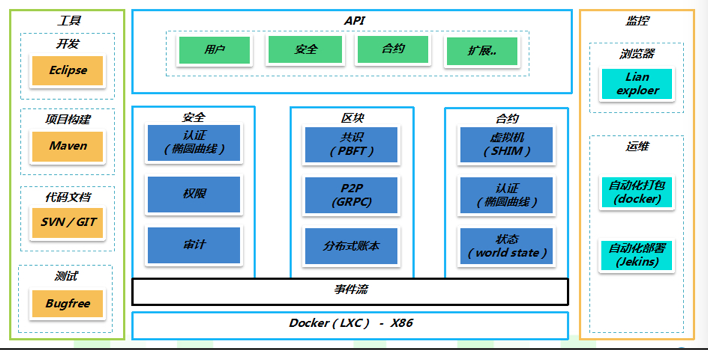 工具
开发
Eclipse
项目构建
Maven
代码文档
SVN／GIT
测试
Bugfree
API
用户
安全
合约
扩展..
安全
认证
（椭圆曲线）
权限
审计
区块
共识
（PBFT）
P2P
(GRPC)
分布式账本
合约
虚拟机
（SHIM）
认证
（椭圆曲线）
状态
（world state）
事件流
Docker（LXC） - X86
监控
浏览器
Lian
exploer
运维
自动化打包
(docker)
自动化部署
(Jekins)